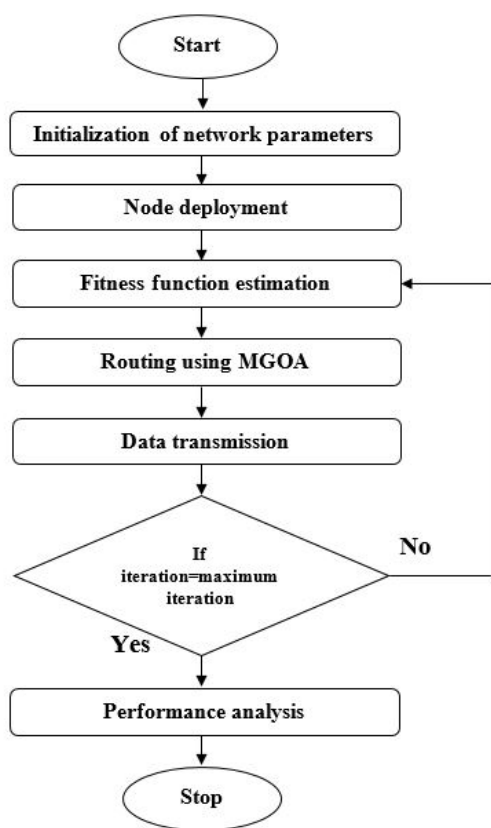 Start
Initialization of network parameters
Node deployment
Fitness function estimation
Routing using MGOA
Data transmission
If
iteration=maximum
iteration
No
Yes
Performance analysis
Stop